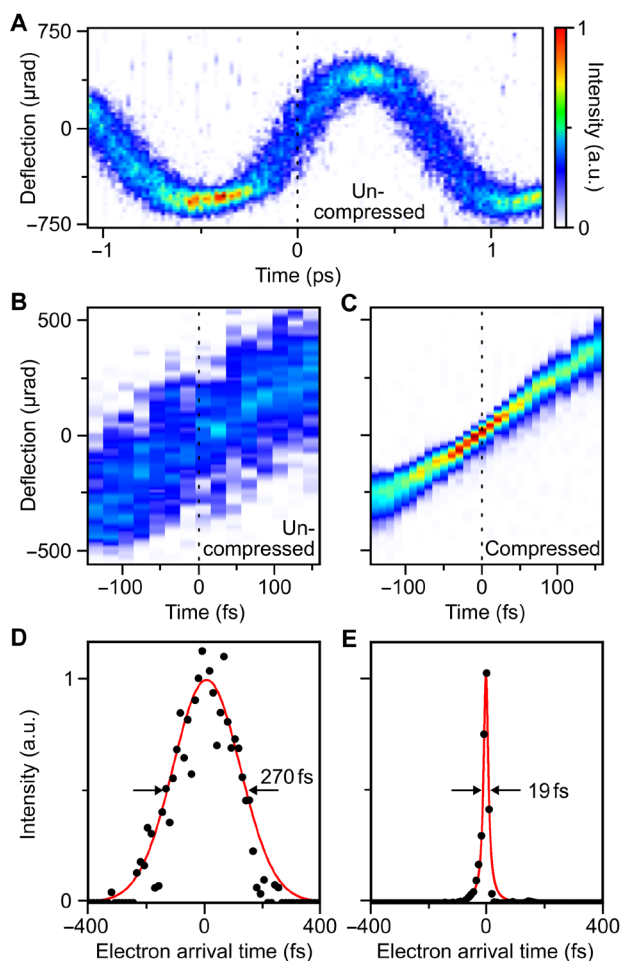 A
750
0
−750
Deflection (µrad)
Un-
compressed
−1
0
1
Time (ps)
1
0
Intensity (a.u.)
B
500
0
−500
Deflection (µrad)
Un-
compressed
−100
0
100
Time (fs)
C
Compressed
−100
0
100
Time (fs)
D
1
0
Intensity (a.u.)
270 fs
−400
0
400
Electron arrival time (fs)
E
1
0
19 fs
−400
0
400
Electron arrival time (fs)